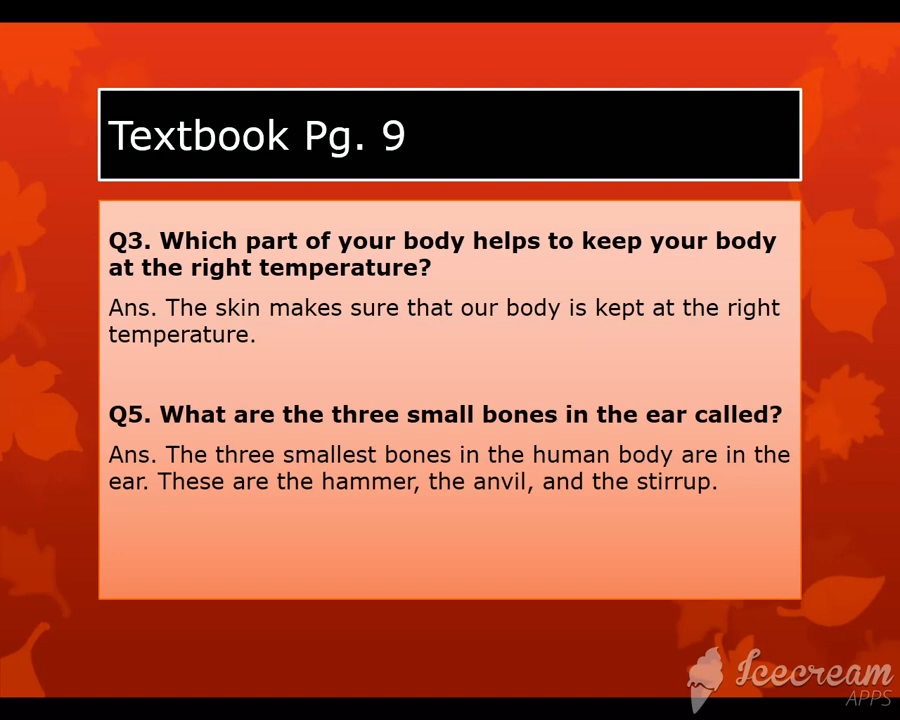 Textbook Pg. 9
Q3. Which part of your body helps to keep your body
at the right temperature?
Ans. The skin makes sure that our body is kept at the right
temperature.
Q5. What are the three small bones in the ear called?
Ans. The three smallest bones in the human body are in the
ear. These are the hammer, the anvil, and the stirrup.
Icecream
APPS